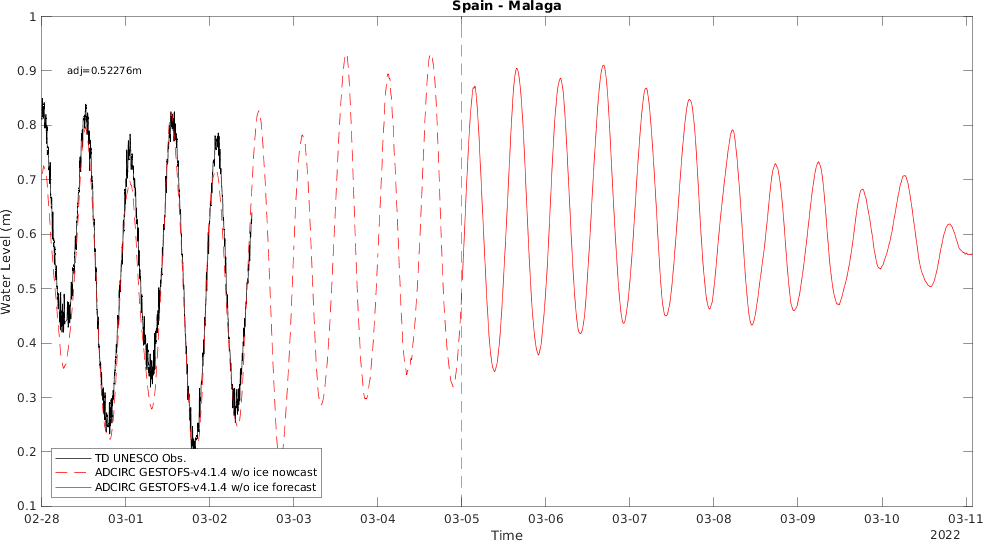 Spain - Malaga
adj=0.52276m
Water Level (m)
1
0.9
0.8
0.7
0.6
0.5
0.4
0.3
0.2
0.1
TD UNESCO Obs.
ADCIRC GESTOFS-v4.1.4 w/o ice nowcast
ADCIRC GESTOFS-v4.1.4 w/o ice forecast
02-28 03-01 03-02 03-03 03-04 03-05 03-06 03-07 03-08 03-09 03-10 03-11
Time
2022